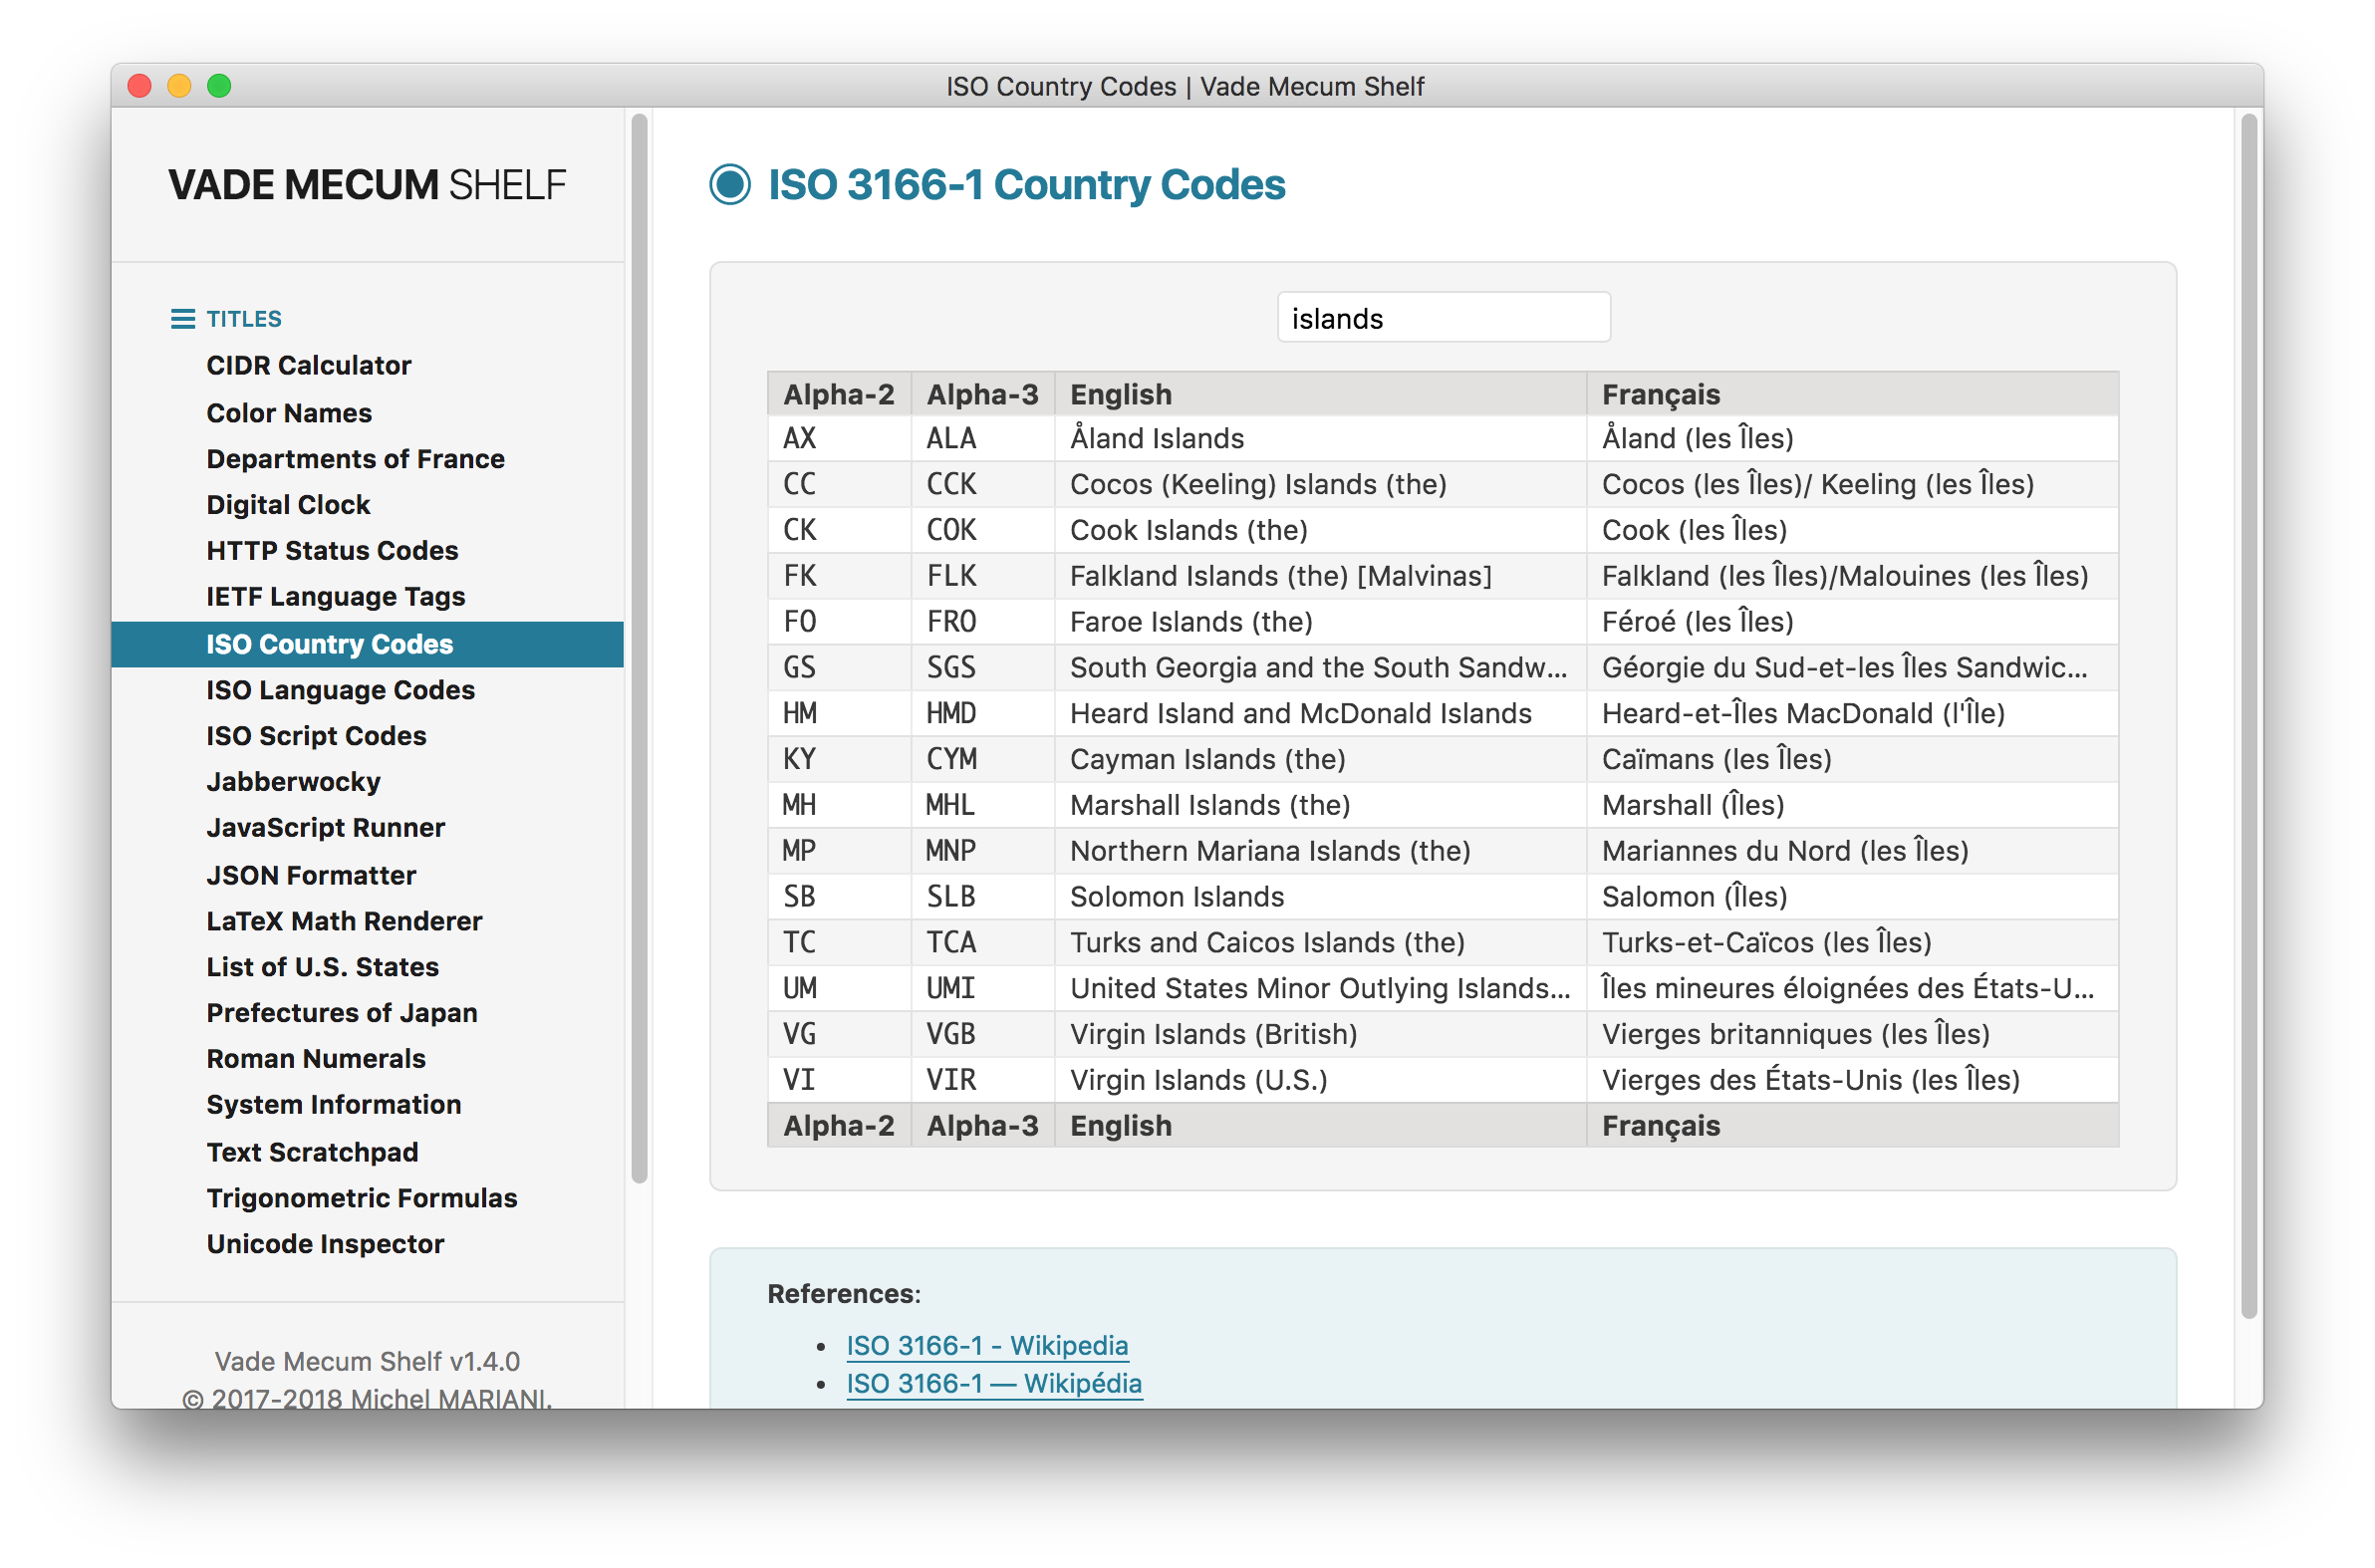 ISO Country Codes | Vade Mecum Shelf
VADE MECUM SHELF
TITLES
CIDR Calculator
Color Names
Departments of France
Digital Clock
HTTP Status Codes
IETF Language Tags
ISO Country Codes
ISO Language Codes
ISO Script Codes
Jabberwocky
JavaScript Runner
JSON Formatter
LaTeX Math Renderer
List of U.S. States
Prefectures of Japan
Roman Numerals
System Information
Text Scratchpad
Trigonometric Formulas
Unicode Inspector
Vade Mecum Shelf v1.4.0
© 2017-2018 Michel MARIANI.
ISO 3166-1 Country Codes
islands
Alpha-2 Alpha-3 English Français
AX ALA Åland Islands Åland (les Îles)
CC CCK Cocos (Keeling) Islands (the) Cocos (les Îles)/ Keeling (les Îles)
CK COK Cook Islands (the) Cook (les Îles)
FK FLK Falkland Islands (the) [Malvinas] Falkland (les Îles)/Malouines (les Îles)
FO FRO Faroe Islands (the) Féroé (les Îles)
GS SGS South Georgia and the South Sandw... Géorgie du Sud-et-les Îles Sandwic...
HM HMD Heard Island and McDonald Islands Heard-et-Îles MacDonald (l'Île)
KY CYM Cayman Islands (the) Caïmans (les Îles)
MH MHL Marshall Islands (the) Marshall (Îles)
MP MNP Northern Mariana Islands (the) Mariannes du Nord (les Îles)
SB SLB Solomon Islands Salomon (Îles)
TC TCA Turks and Caicos Islands (the) Turks-et-Caïcos (les Îles)
UM UMI United States Minor Outlying Islands... Îles mineures éloignées des États-U...
VG VGB Virgin Islands (British) Vierges britanniques (les Îles)
VI VIR Virgin Islands (U.S.) Vierges des États-Unis (les Îles)
Alpha-2 Alpha-3 English Français
References:
• ISO 3166-1 - Wikipedia
• ISO 3166-1 — Wikipédia